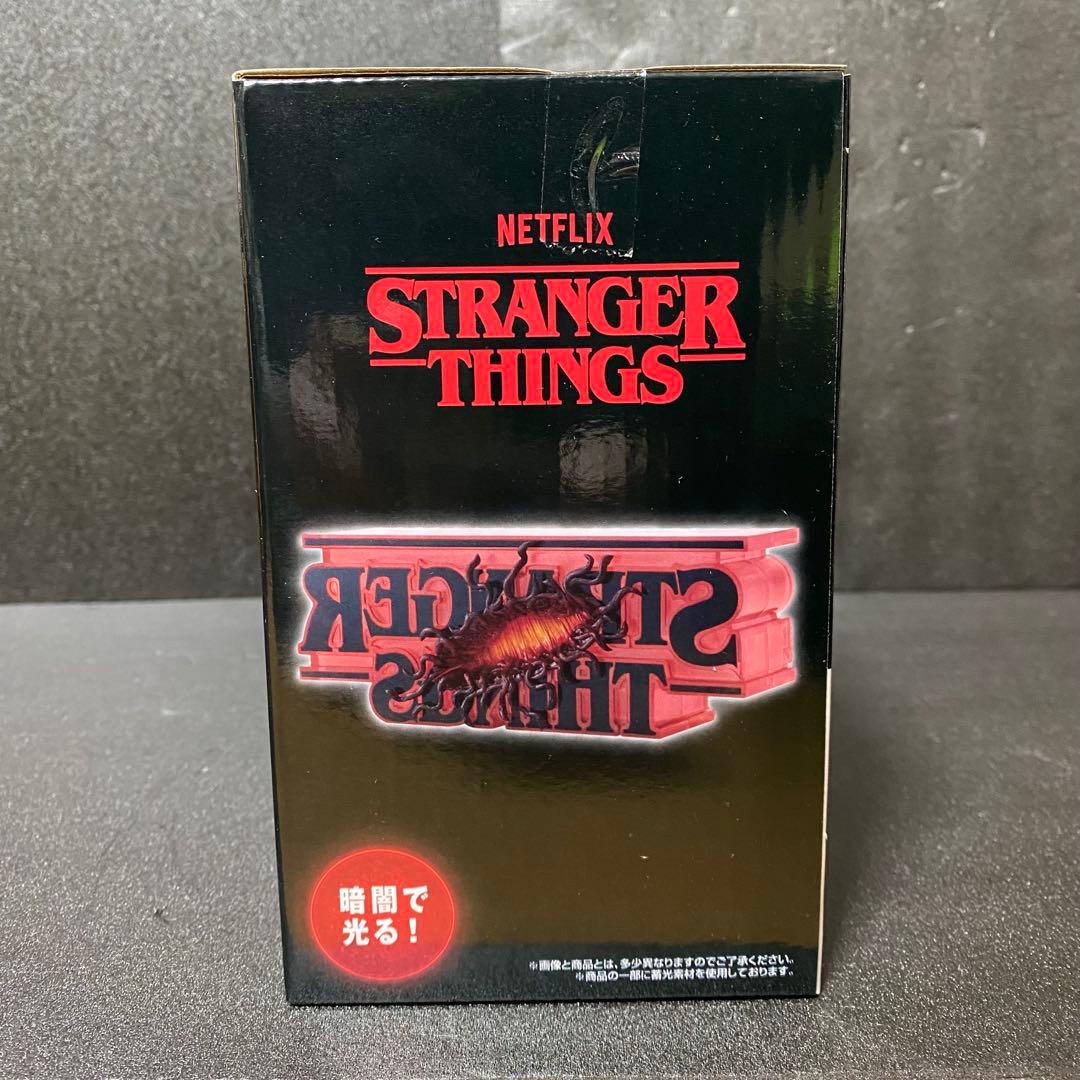 NETFLIX
STRANGER
THINGS
STRANGER
THINGS
暗闇で
光る!
※画像と商品とは、多少異なりますのでご了承ください。
※商品の一部に蓄光素材を使用しております。